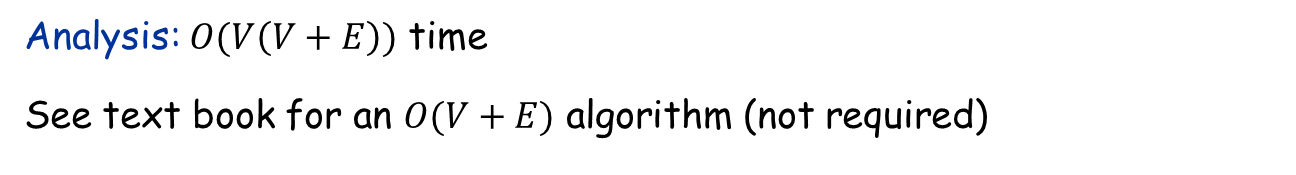 Analysis: O(V(V + E)) time
See text book for an O(V + E) algorithm (not required)